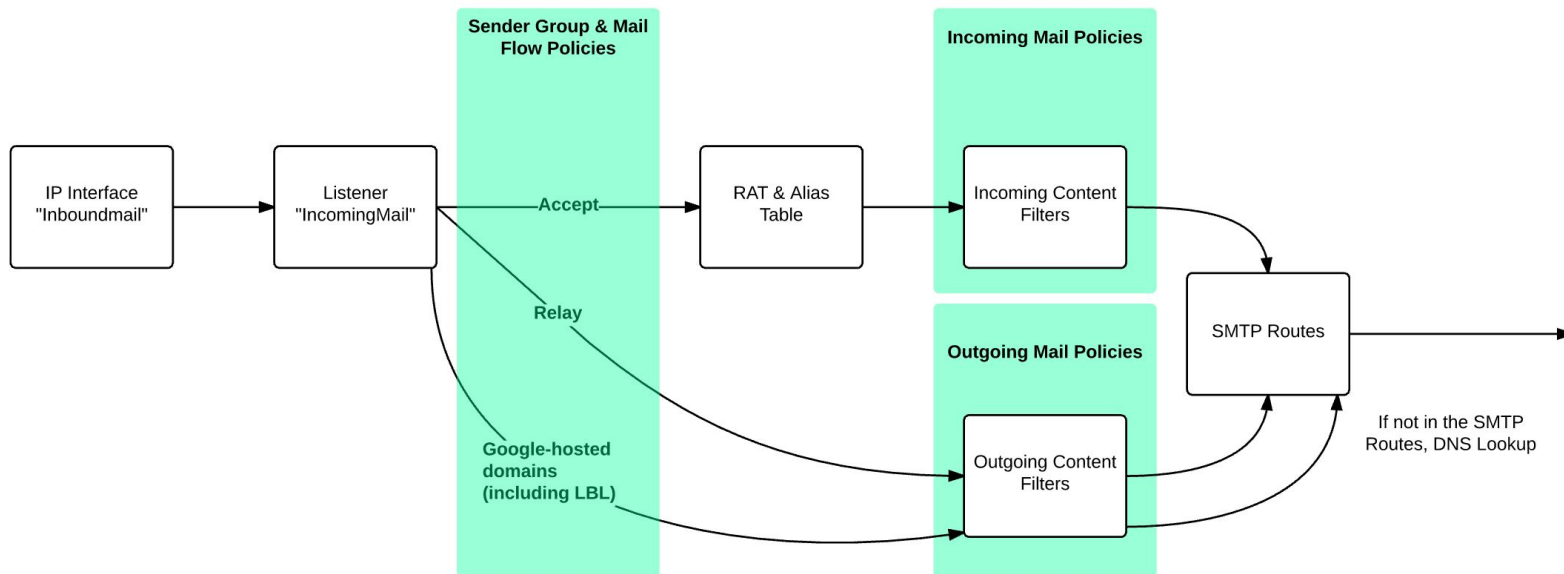 Sender Group & Mail
Flow Policies
Incoming Mail Policies
IP Interface
"Inboundmail"
Listener
"IncomingMail"
Accept
RAT & Alias
Table
Incoming Content
Filters
Relay
SMTP Routes
Outgoing Mail Policies
If not in the SMTP
Routes, DNS Lookup
Google-hosted
domains
(including LBL)
Outgoing Content
Filters